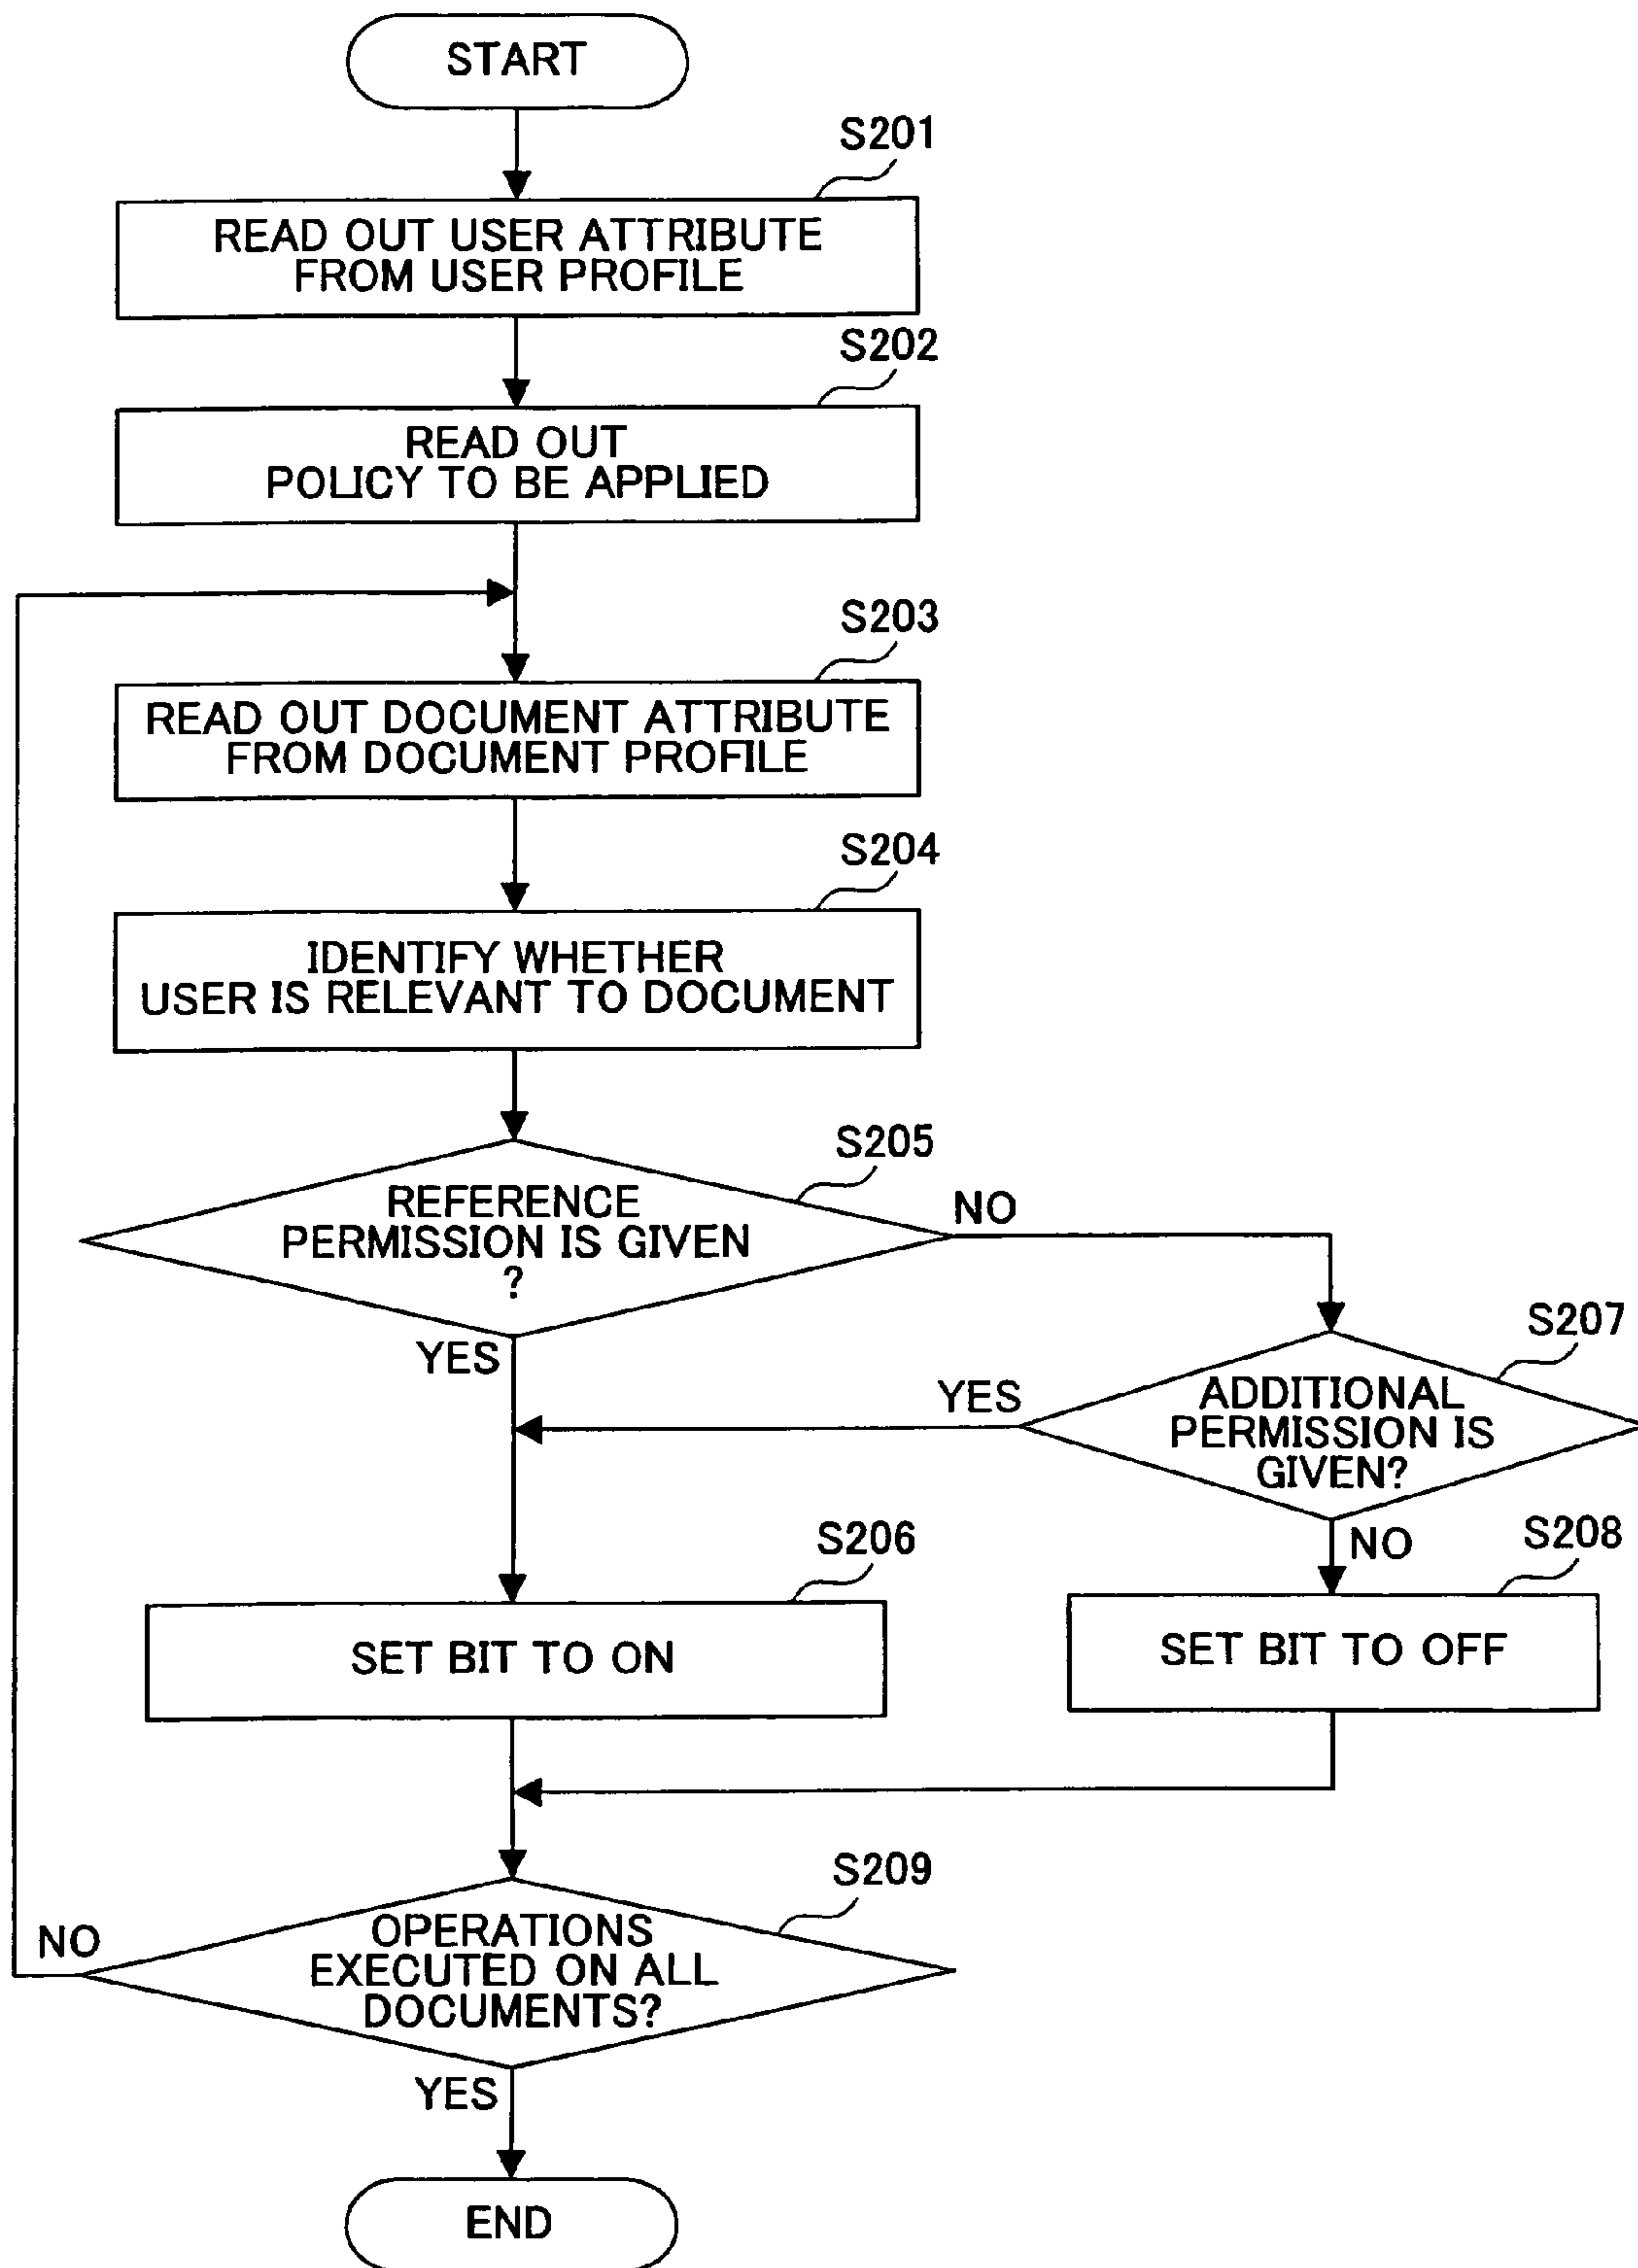 START
S201
READ OUT USER ATTRIBUTE
FROM USER PROFILE
S202
READ OUT
POLICY TO BE APPLIED
S203
READ OUT DOCUMENT ATTRIBUTE
FROM DOCUMENT PROFILE
S204
IDENTIFY WHETHER
USER IS RELEVANT TO DOCUMENT
S205
REFERENCE
PERMISSION IS GIVEN
?
NO
YES
S207
ADDITIONAL
PERMISSION IS
GIVEN?
YES
NO
S206
SET BIT TO ON
S208
SET BIT TO OFF
S209
OPERATIONS
EXECUTED ON ALL
DOCUMENTS?
NO
YES
END